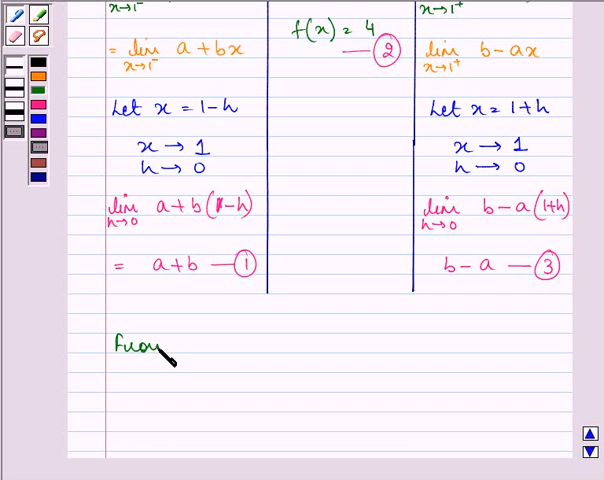 x→1⁻
= lim a + bx
x→1⁻
Let x = 1-h
x → 1
h → 0
lim a + b(1-h)
h→0
= a + b — ①
f(x) = 4
— ②
x→1⁺
lim b - ax
x→1⁺
Let x = 1+h
x → 1
h → 0
lim b - a(1+h)
h→0
b - a — ③
From